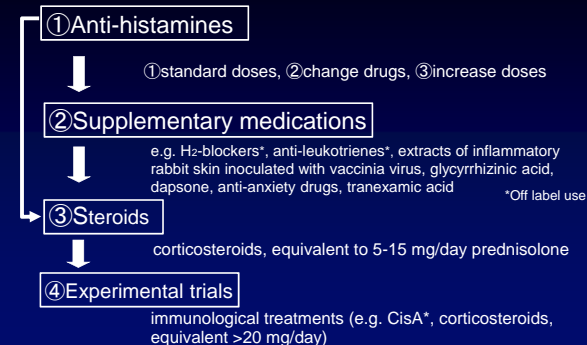 ①Anti-histamines
①standard doses, ②change drugs, ③increase doses
②Supplementary medications
e.g. H2-blockers*, anti-leukotrienes*, extracts of inflammatory
rabbit skin inoculated with vaccinia virus, glycyrrhizinic acid,
dapsone, anti-anxiety drugs, tranexamic acid
*Off label use
③Steroids
corticosteroids, equivalent to 5-15 mg/day prednisolone
④Experimental trials
immunological treatments (e.g. CisA*, corticosteroids,
equivalent >20 mg/day)